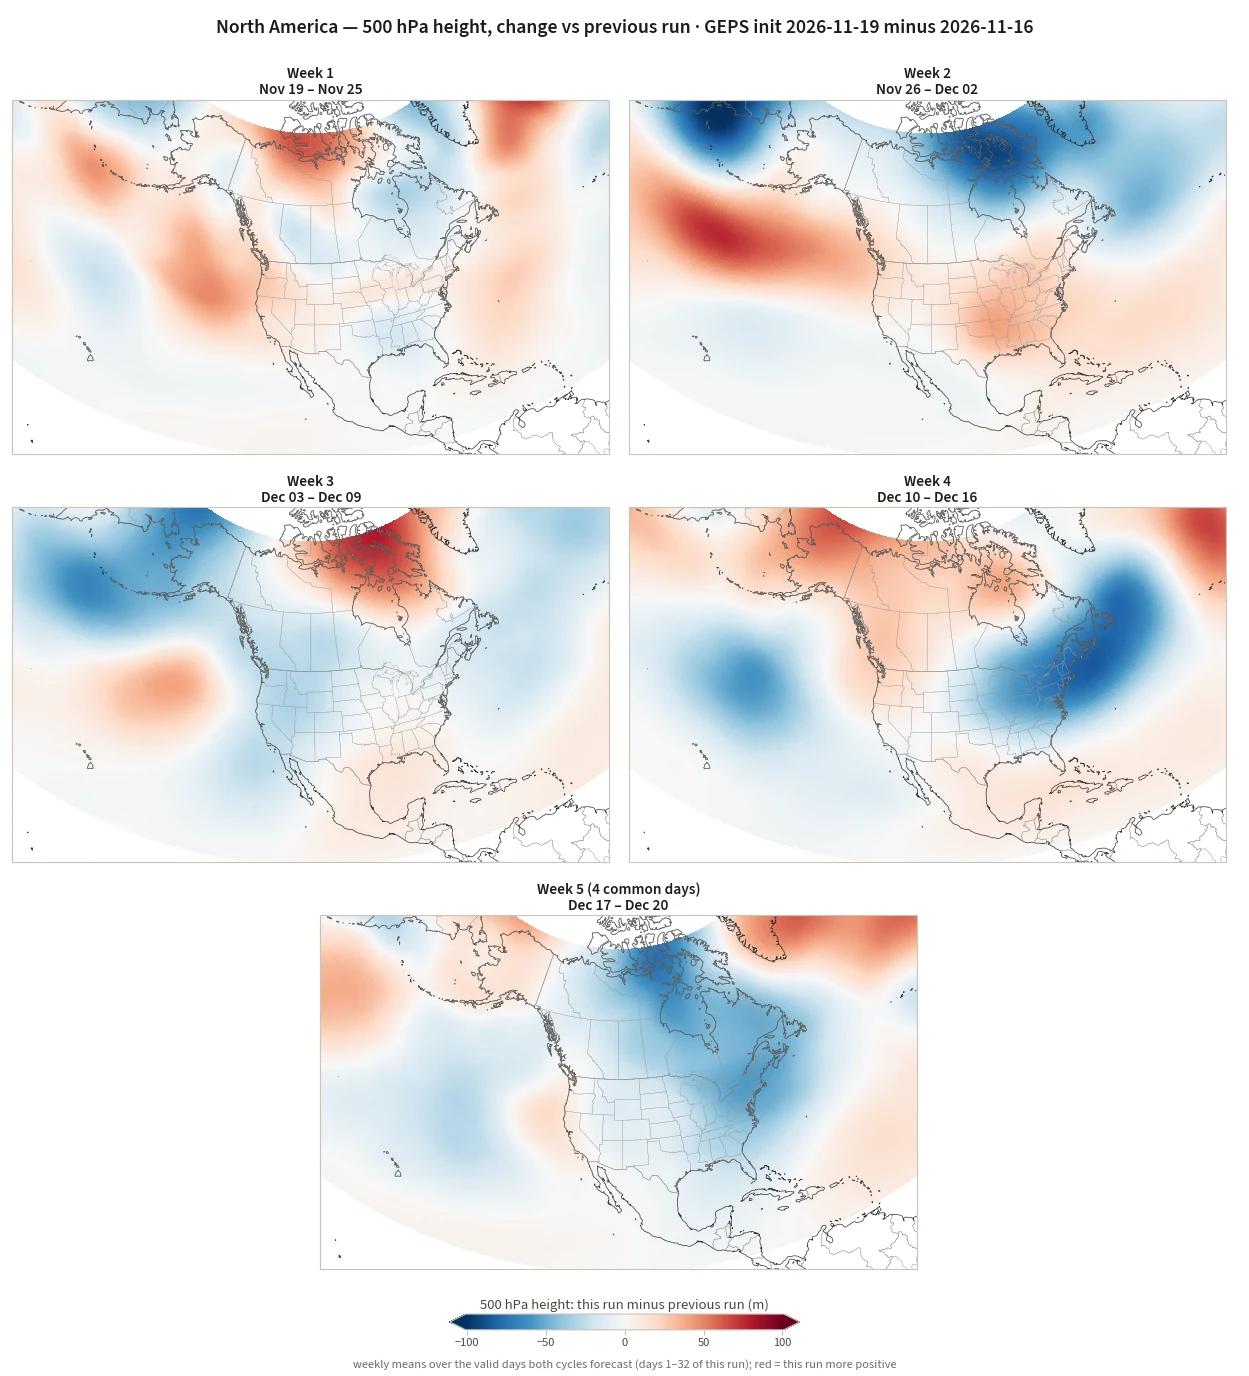 North America — 500 hPa height, change vs previous run · GEPS init 2026-11-19 minus 2026-11-16
Week 1
Nov 19 – Nov 25
Week 2
Nov 26 – Dec 02
Week 3
Dec 03 – Dec 09
Week 4
Dec 10 – Dec 16
Week 5 (4 common days)
Dec 17 – Dec 20
500 hPa height: this run minus previous run (m)
−100 −50 0 50 100
weekly means over the valid days both cycles forecast (days 1–32 of this run); red = this run more positive